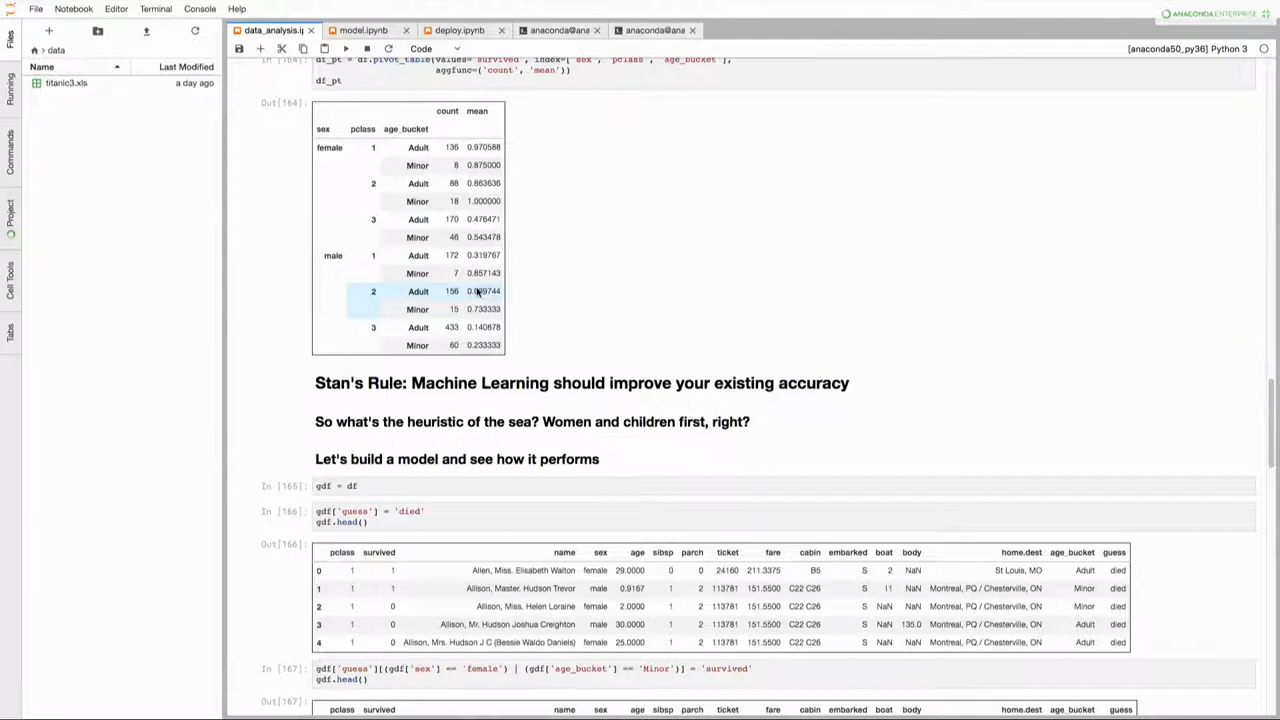 File Notebook Editor Terminal Console Help
ANACONDA ENTERPRISE
data_analysis.i
model.ipynb
deploy.ipynb
anaconda@ana
anaconda@ana
Code
[anaconda50_py36] Python 3
Files
Running
Commands
Project
Cell Tools
Tabs
data
Name Last Modified
titanic3.xls a day ago
aggfunc=('count', 'mean'))
df_pt
Out[164]:
count mean
sex pclass age_bucket
female 1 Adult 136 0.970588
Minor 8 0.875000
2 Adult 88 0.863636
Minor 18 1.000000
3 Adult 170 0.476471
Minor 46 0.543478
male 1 Adult 172 0.319767
Minor 7 0.857143
2 Adult 156
Minor 15 0.733333
3 Adult 433 0.140878
Minor 60 0.233333
Stan's Rule: Machine Learning should improve your existing accuracy
So what's the heuristic of the sea? Women and children first, right?
Let's build a model and see how it performs
In [165]: gdf = df
In [166]: gdf['guess'] = 'died'
gdf.head()
Out[166]:
pclass survived name sex age sibsp parch ticket fare cabin embarked boat body home.dest age_bucket guess
0 1 1 Allen, Miss. Elisabeth Walton female 29.0000 0 0 24160 211.3375 B5 S 2 NaN St Louis, MO Adult died
1 1 1 Allison, Master. Hudson Trevor male 0.9167 1 2 113781 151.5500 C22 C26 S 11 NaN Montreal, PQ / Chesterville, ON Minor died
2 1 0 Allison, Miss. Helen Loraine female 2.0000 1 2 113781 151.5500 C22 C26 S NaN NaN Montreal, PQ / Chesterville, ON Minor died
3 1 0 Allison, Mr. Hudson Joshua Creighton male 30.0000 1 2 113781 151.5500 C22 C26 S NaN 135.0 Montreal, PQ / Chesterville, ON Adult died
4 1 0 Allison, Mrs. Hudson J C (Bessie Waldo Daniels) female 25.0000 1 2 113781 151.5500 C22 C26 S NaN NaN Montreal, PQ / Chesterville, ON Adult died
In [167]: gdf['guess'][(gdf['sex'] == 'female') | (gdf['age_bucket'] == 'Minor')] = 'survived'
gdf.head()
Out[167]:
pclass survived name sex age sibsp parch ticket fare cabin embarked boat body home.dest age_bucket guess